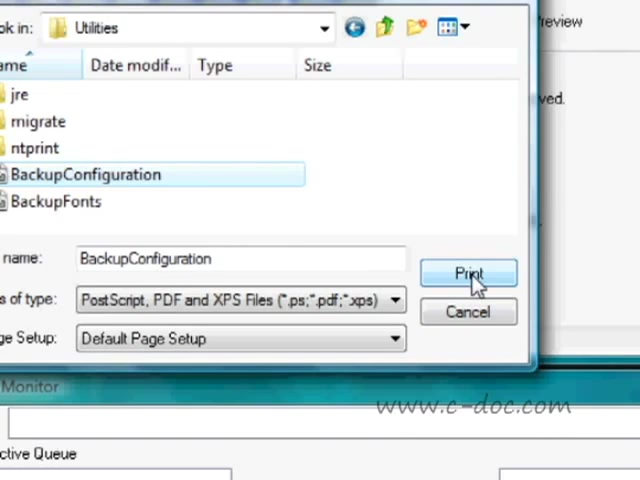 ok in: Utilities
review
ame Date modif... Type Size
jre
ved.
migrate
ntprint
BackupConfiguration
BackupFonts
name: BackupConfiguration
Print
s of type: PostScript, PDF and XPS Files (*.ps;*.pdf;*.xps)
Cancel
ge Setup: Default Page Setup
Monitor
www.c-doc.com
ctive Queue